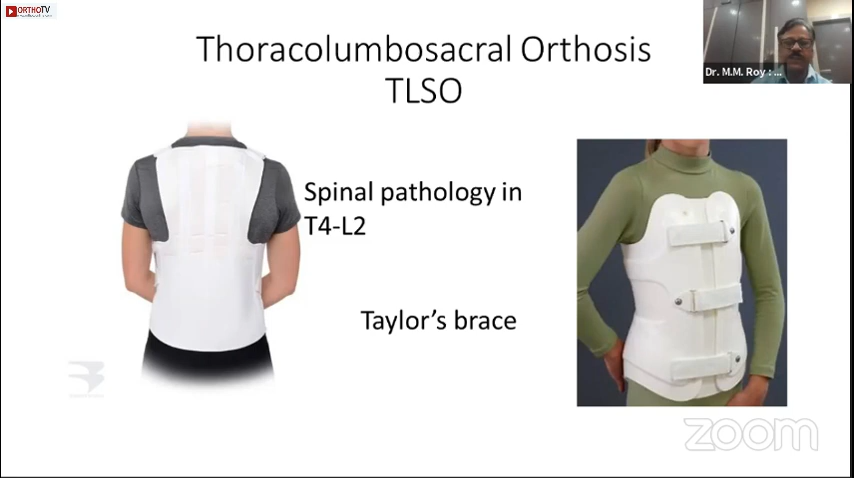 ORTHOTV
Dr. M.M. Roy : ...
Thoracolumbosacral Orthosis
TLSO
Spinal pathology in
T4-L2
Taylor's brace
zoom